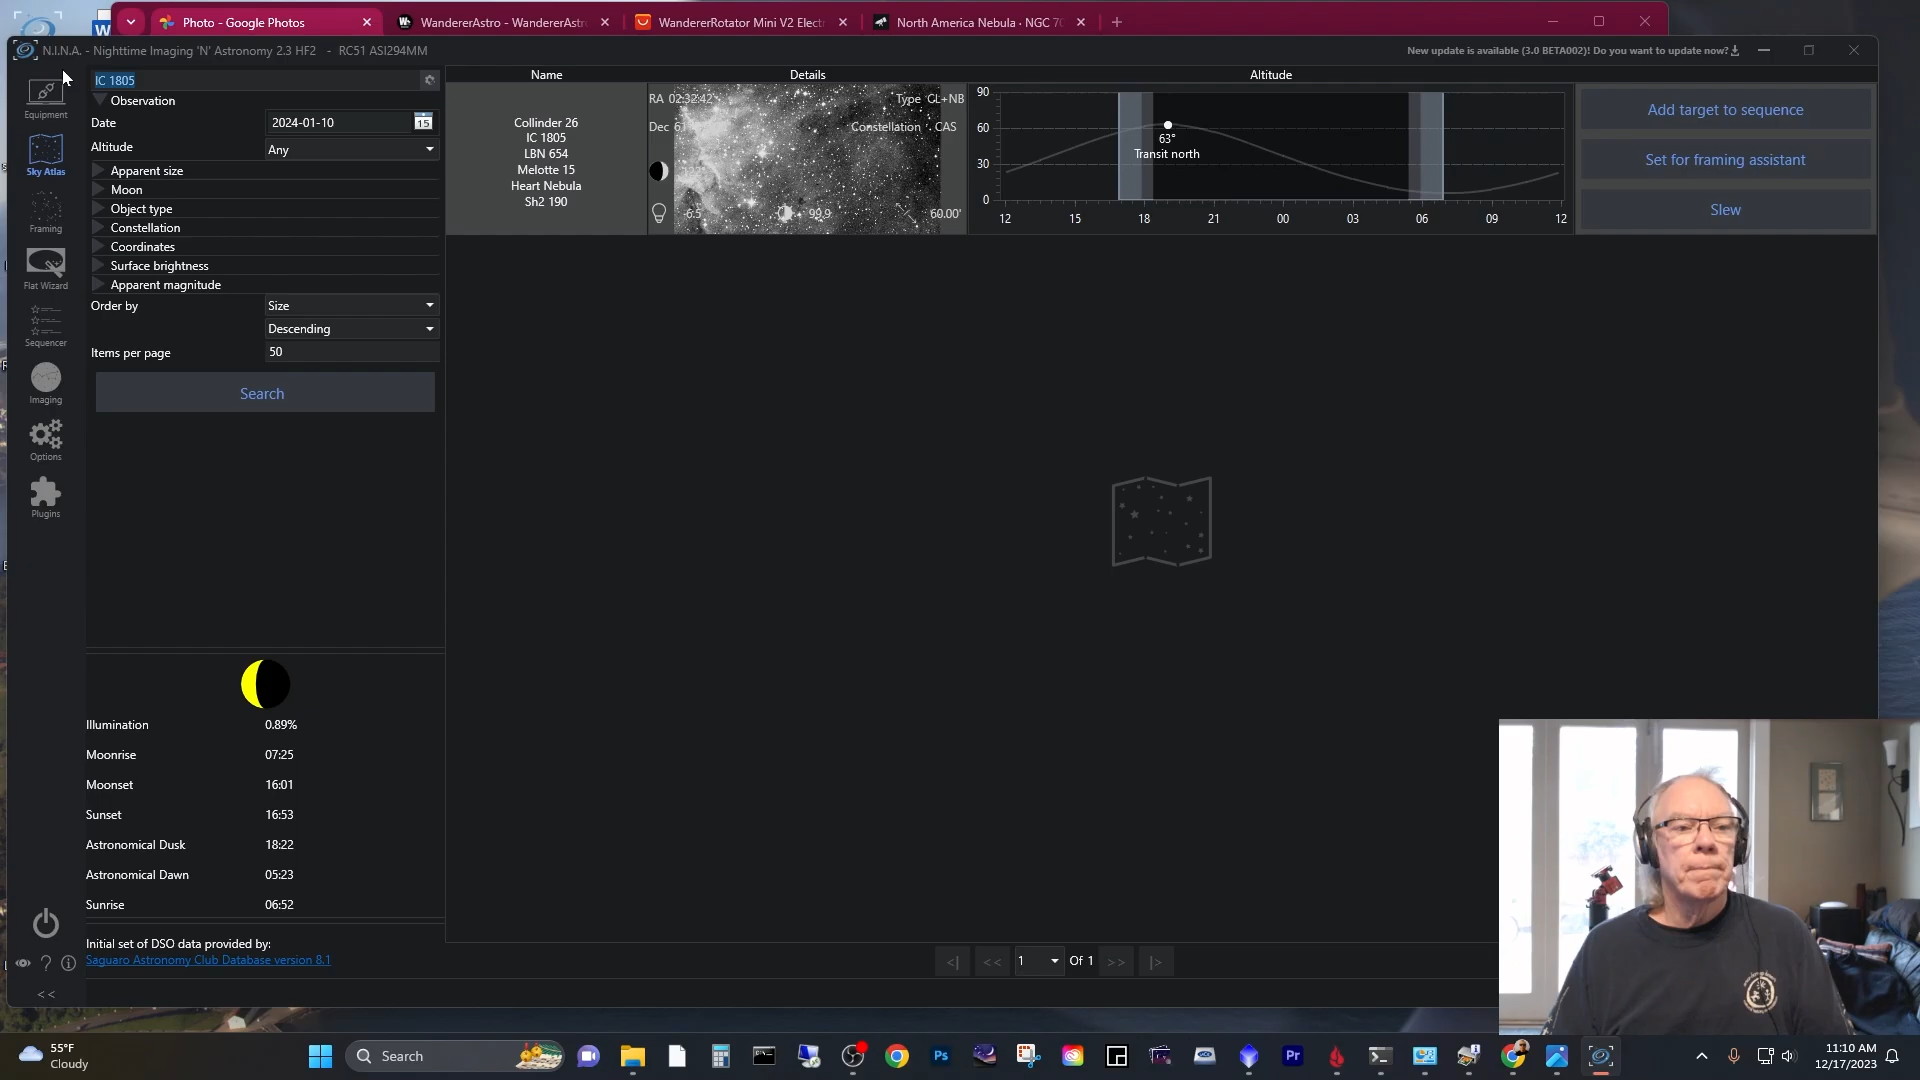 Photo - Google Photos
WandererAstro - WandererAstr
WandererRotator Mini V2 Elect
North America Nebula · NGC 70
N.I.N.A. - Nighttime Imaging 'N' Astronomy 2.3 HF2 - RC51 ASI294MM
New update is available (3.0 BETA002)! Do you want to update now?
Equipment
Sky Atlas
Framing
Flat Wizard
Sequencer
Imaging
Options
Plugins
IC 1805
Observation
Date 2024-01-10 15
Altitude Any
Apparent size
Moon
Object type
Constellation
Coordinates
Surface brightness
Apparent magnitude
Order by Size
Descending
Items per page 50
Search
Illumination 0.89%
Moonrise 07:25
Moonset 16:01
Sunset 16:53
Astronomical Dusk 18:22
Astronomical Dawn 05:23
Sunrise 06:52
Initial set of DSO data provided by:
Saguaro Astronomy Club Database version 8.1
<<
Name Details Altitude
Collinder 26
IC 1805
LBN 654
Melotte 15
Heart Nebula
Sh2 190
RA 02:32:42 Type CL+NB
Dec 61 Constellation CAS
6.5 99.9 60.00'
90
60
30
0
63°
Transit north
12 15 18 21 00 03 06 09 12
Add target to sequence
Set for framing assistant
Slew
<| << 1 Of 1 >> |>
55°F
Cloudy
Search
Ps
Pr
11:10 AM
12/17/2023